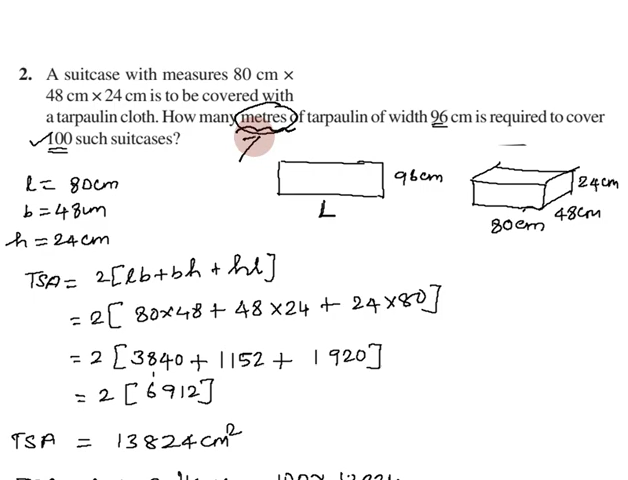 2. A suitcase with measures 80 cm ×
48 cm × 24 cm is to be covered with
a tarpaulin cloth. How many metres of tarpaulin of width 96 cm is required to cover
100 such suitcases?
l = 80cm
b = 48cm
h = 24cm
96cm
L
24cm
48cm
80cm
TSA = 2[lb+bh + hl]
= 2[ 80×48 + 48 ×24 + 24×80]
= 2 [3840 + 1152 + 1920]
= 2 [6912]
TSA = 13824cm²